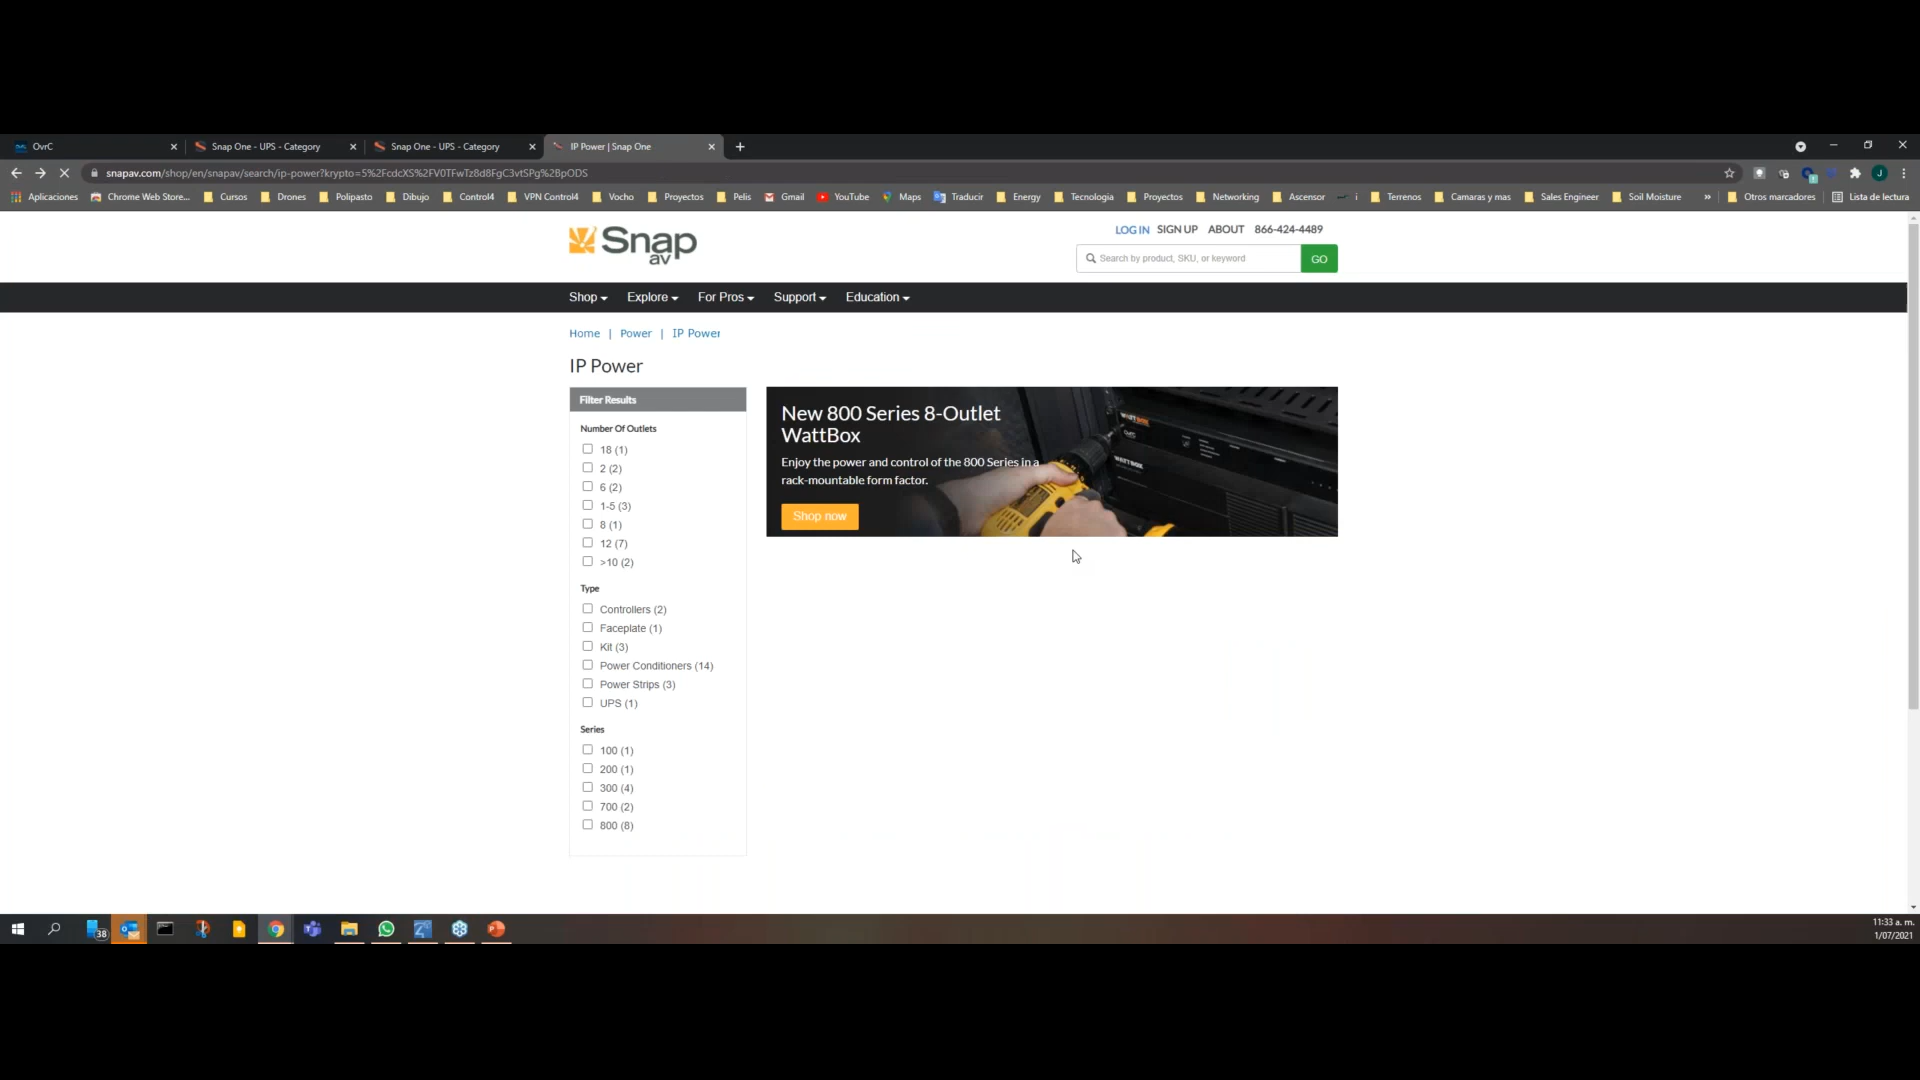 OvrC
Snap One - UPS - Category
Snap One - UPS - Category
IP Power | Snap One
snapav.com/shop/en/snapav/search/ip-power?krypto=5%2FcdcXS%2FV0TFwTz8d8FgC3vtSPg%2BpODS
Aplicaciones Chrome Web Store... Cursos Drones Polipasto Dibujo Control4 VPN Control4 Vocho Proyectos Pelis Gmail YouTube Maps Traducir Energy Tecnologia Proyectos Networking Ascensor i Terrenos Camaras y mas Sales Engineer Soil Moisture » Otros marcadores Lista de lectura
Snap av
LOG IN SIGN UP ABOUT 866-424-4489
Search by product, SKU, or keyword GO
Shop Explore For Pros Support Education
Home | Power | IP Power
IP Power
Filter Results
Number Of Outlets
18 (1)
2 (2)
6 (2)
1-5 (3)
8 (1)
12 (7)
>10 (2)
Type
Controllers (2)
Faceplate (1)
Kit (3)
Power Conditioners (14)
Power Strips (3)
UPS (1)
Series
100 (1)
200 (1)
300 (4)
700 (2)
800 (8)
New 800 Series 8-Outlet
WattBox
Enjoy the power and control of the 800 Series in a
rack-mountable form factor.
Shop now
WATTBOX
OvrC
WATTBOX
38
11:33 a. m.
1/07/2021